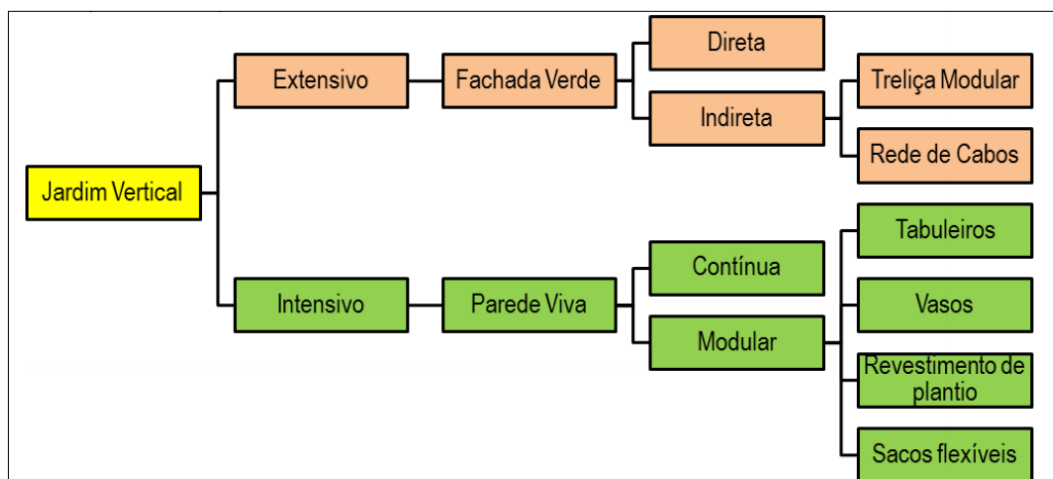 Jardim Vertical
Extensivo
Fachada Verde
Direta
Indireta
Treliça Modular
Rede de Cabos
Intensivo
Parede Viva
Contínua
Modular
Tabuleiros
Vasos
Revestimento de
plantio
Sacos flexíveis